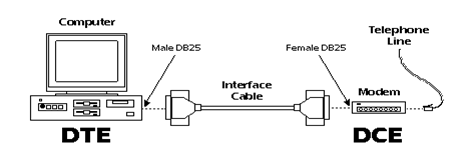 Computer
Telephone
Line
Male DB25
Female DB25
Interface
Cable
Modem
DTE
DCE